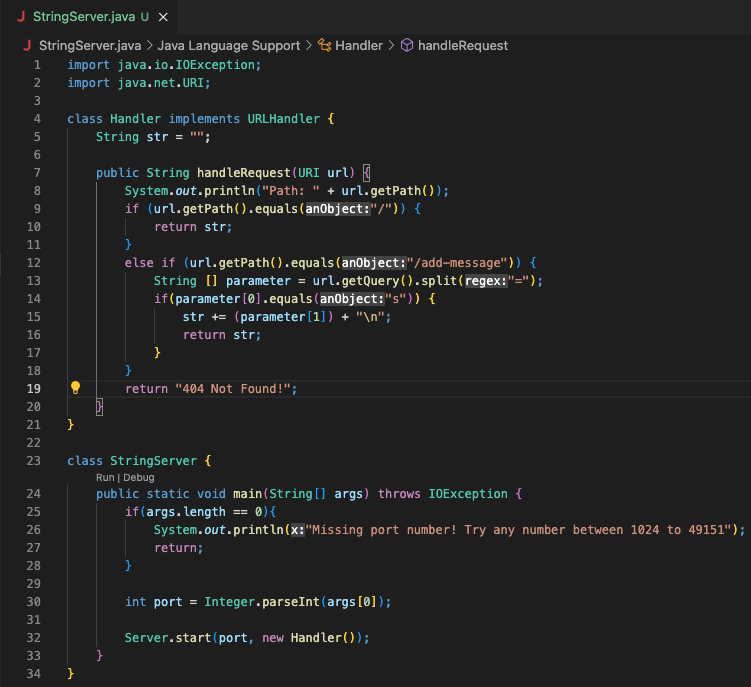 J StringServer.java U ×
J StringServer.java > Java Language Support > Handler > handleRequest
1 import java.io.IOException;
2 import java.net.URI;
3
4 class Handler implements URLHandler {
5     String str = "";
6
7     public String handleRequest(URI url) {
8         System.out.println("Path: " + url.getPath());
9         if (url.getPath().equals(anObject:"/")) {
10             return str;
11         }
12         else if (url.getPath().equals(anObject:"/add-message")) {
13             String [] parameter = url.getQuery().split(regex:"=");
14             if(parameter[0].equals(anObject:"s")) {
15                 str += (parameter[1]) + "\n";
16                 return str;
17             }
18         }
19         return "404 Not Found!";
20     }
21 }
22
23 class StringServer {
Run | Debug
24     public static void main(String[] args) throws IOException {
25         if(args.length == 0){
26             System.out.println(x:"Missing port number! Try any number between 1024 to 49151");
27             return;
28         }
29
30         int port = Integer.parseInt(args[0]);
31
32         Server.start(port, new Handler());
33     }
34 }